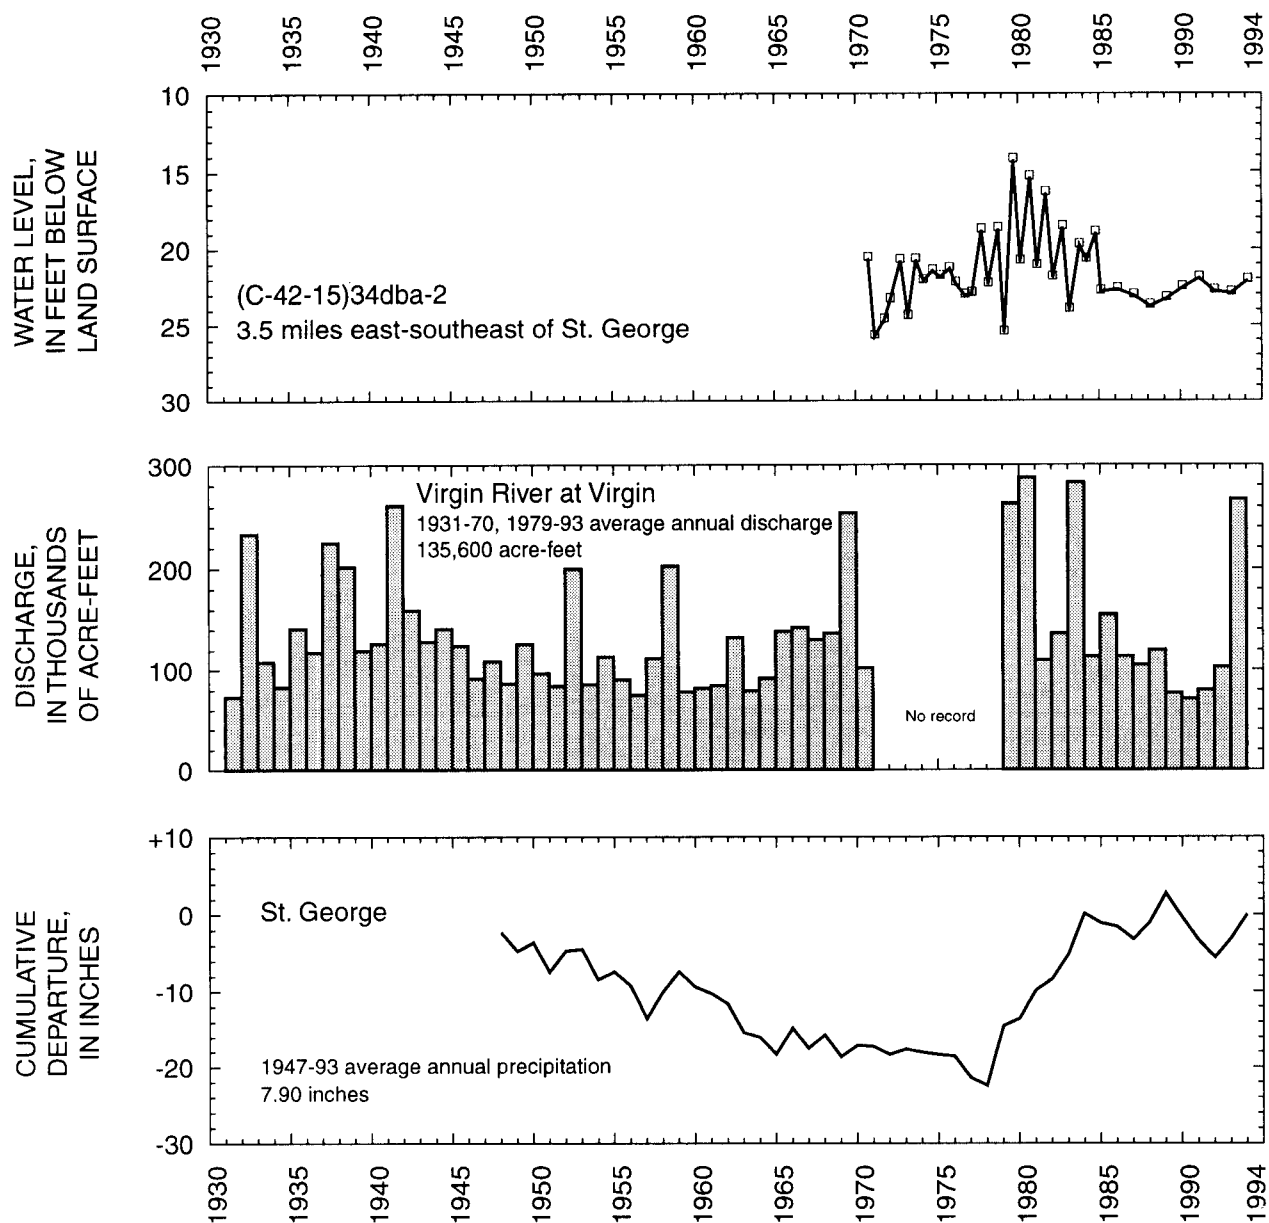 1930 1935 1940 1945 1950 1955 1960 1965 1970 1975 1980 1985 1990 1994
WATER LEVEL,
IN FEET BELOW
LAND SURFACE
10
15
20
25
30
(C-42-15)34dba-2
3.5 miles east-southeast of St. George
DISCHARGE,
IN THOUSANDS
OF ACRE-FEET
300
200
100
0
Virgin River at Virgin
1931-70, 1979-93 average annual discharge
135,600 acre-feet
No record
CUMULATIVE
DEPARTURE,
IN INCHES
+10
0
-10
-20
-30
St. George
1947-93 average annual precipitation
7.90 inches
1930 1935 1940 1945 1950 1955 1960 1965 1970 1975 1980 1985 1990 1994